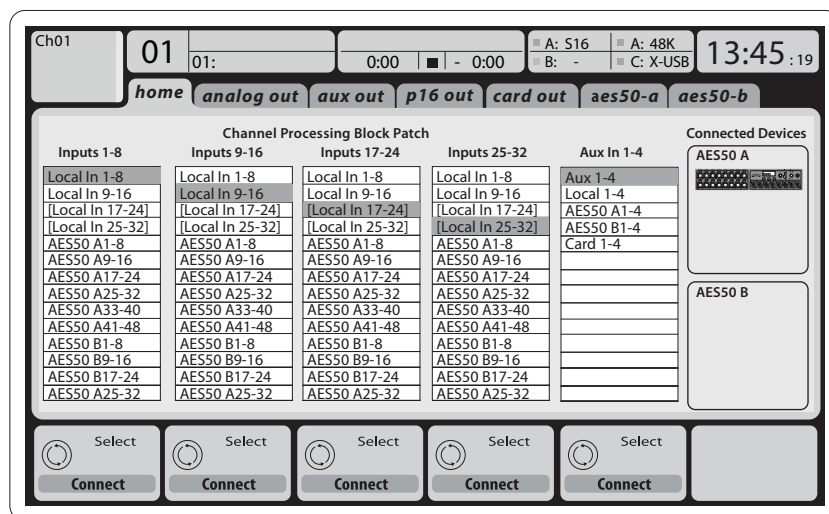 Ch01
01
01:
0:00 - 0:00
A: S16 A: 48K
B: - C: X-USB
13:45 :19
home analog out aux out p16 out card out aes50-a aes50-b
Channel Processing Block Patch Connected Devices
Inputs 1-8 Inputs 9-16 Inputs 17-24 Inputs 25-32 Aux In 1-4 AES50 A
Local In 1-8 Local In 1-8 Local In 1-8 Local In 1-8 Aux 1-4
Local In 9-16 Local In 9-16 Local In 9-16 Local In 9-16 Local 1-4
[Local In 17-24] [Local In 17-24] [Local In 17-24] [Local In 17-24] AES50 A1-4
[Local In 25-32] [Local In 25-32] [Local In 25-32] [Local In 25-32] AES50 B1-4
AES50 A1-8 AES50 A1-8 AES50 A1-8 AES50 A1-8 Card 1-4
AES50 A9-16 AES50 A9-16 AES50 A9-16 AES50 A9-16
AES50 A17-24 AES50 A17-24 AES50 A17-24 AES50 A17-24
AES50 A25-32 AES50 A25-32 AES50 A25-32 AES50 A25-32 AES50 B
AES50 A33-40 AES50 A33-40 AES50 A33-40 AES50 A33-40
AES50 A41-48 AES50 A41-48 AES50 A41-48 AES50 A41-48
AES50 B1-8 AES50 B1-8 AES50 B1-8 AES50 B1-8
AES50 B9-16 AES50 B9-16 AES50 B9-16 AES50 B9-16
AES50 B17-24 AES50 B17-24 AES50 B17-24 AES50 B17-24
AES50 A25-32 AES50 A25-32 AES50 A25-32 AES50 A25-32
Select Select Select Select Select
Connect Connect Connect Connect Connect